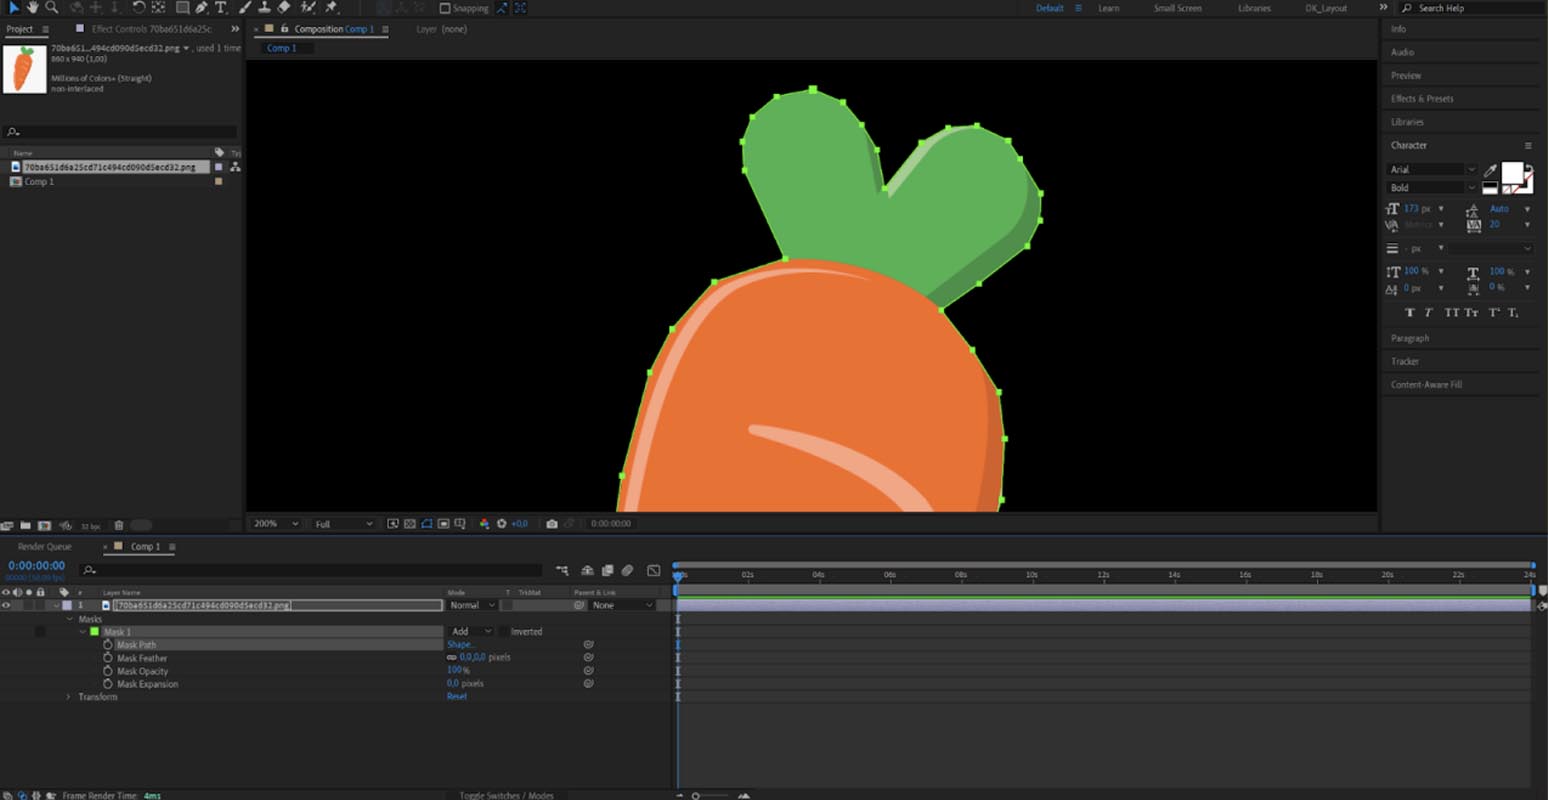 Snapping
Default
Learn
Small Screen
Libraries
DK_Layout
Search Help
Project
Effect Controls 70ba651d6a25c
Composition Comp 1
Layer (none)
Info
70ba651...494cd090d5ecd32.png
, used 1 time
860 x 940 (1,00)
Comp 1
Audio
Millions of Colors+ (Straight)
non-interlaced
Preview
Effects & Presets
Libraries
Character
Name
70ba651d6a25cd71c494cd090d5ecd32.png
Comp 1
Arial
Bold
173 px
Auto
Metrics
20
- px
100 %
100 %
0 px
0 %
T T TT Tt T' T,
Paragraph
Tracker
Content-Aware Fill
32 bpc
200%
Full
+0,0
0:00:00:00
Render Queue
Comp 1
0:00:00:00
02s
04s
06s
08s
10s
12s
14s
16s
18s
20s
22s
24s
#
Layer Name
Mode
T
TrkMat
Parent & Link
1
[70ba651d6a25cd71c494cd090d5ecd32.png]
Normal
None
Masks
Mask 1
Add
Inverted
Mask Path
Shape...
Mask Feather
0,0,0,0 pixels
Mask Opacity
100%
Mask Expansion
0,0 pixels
Transform
Reset
Frame Render Time: 4ms
Toggle Switches / Modes